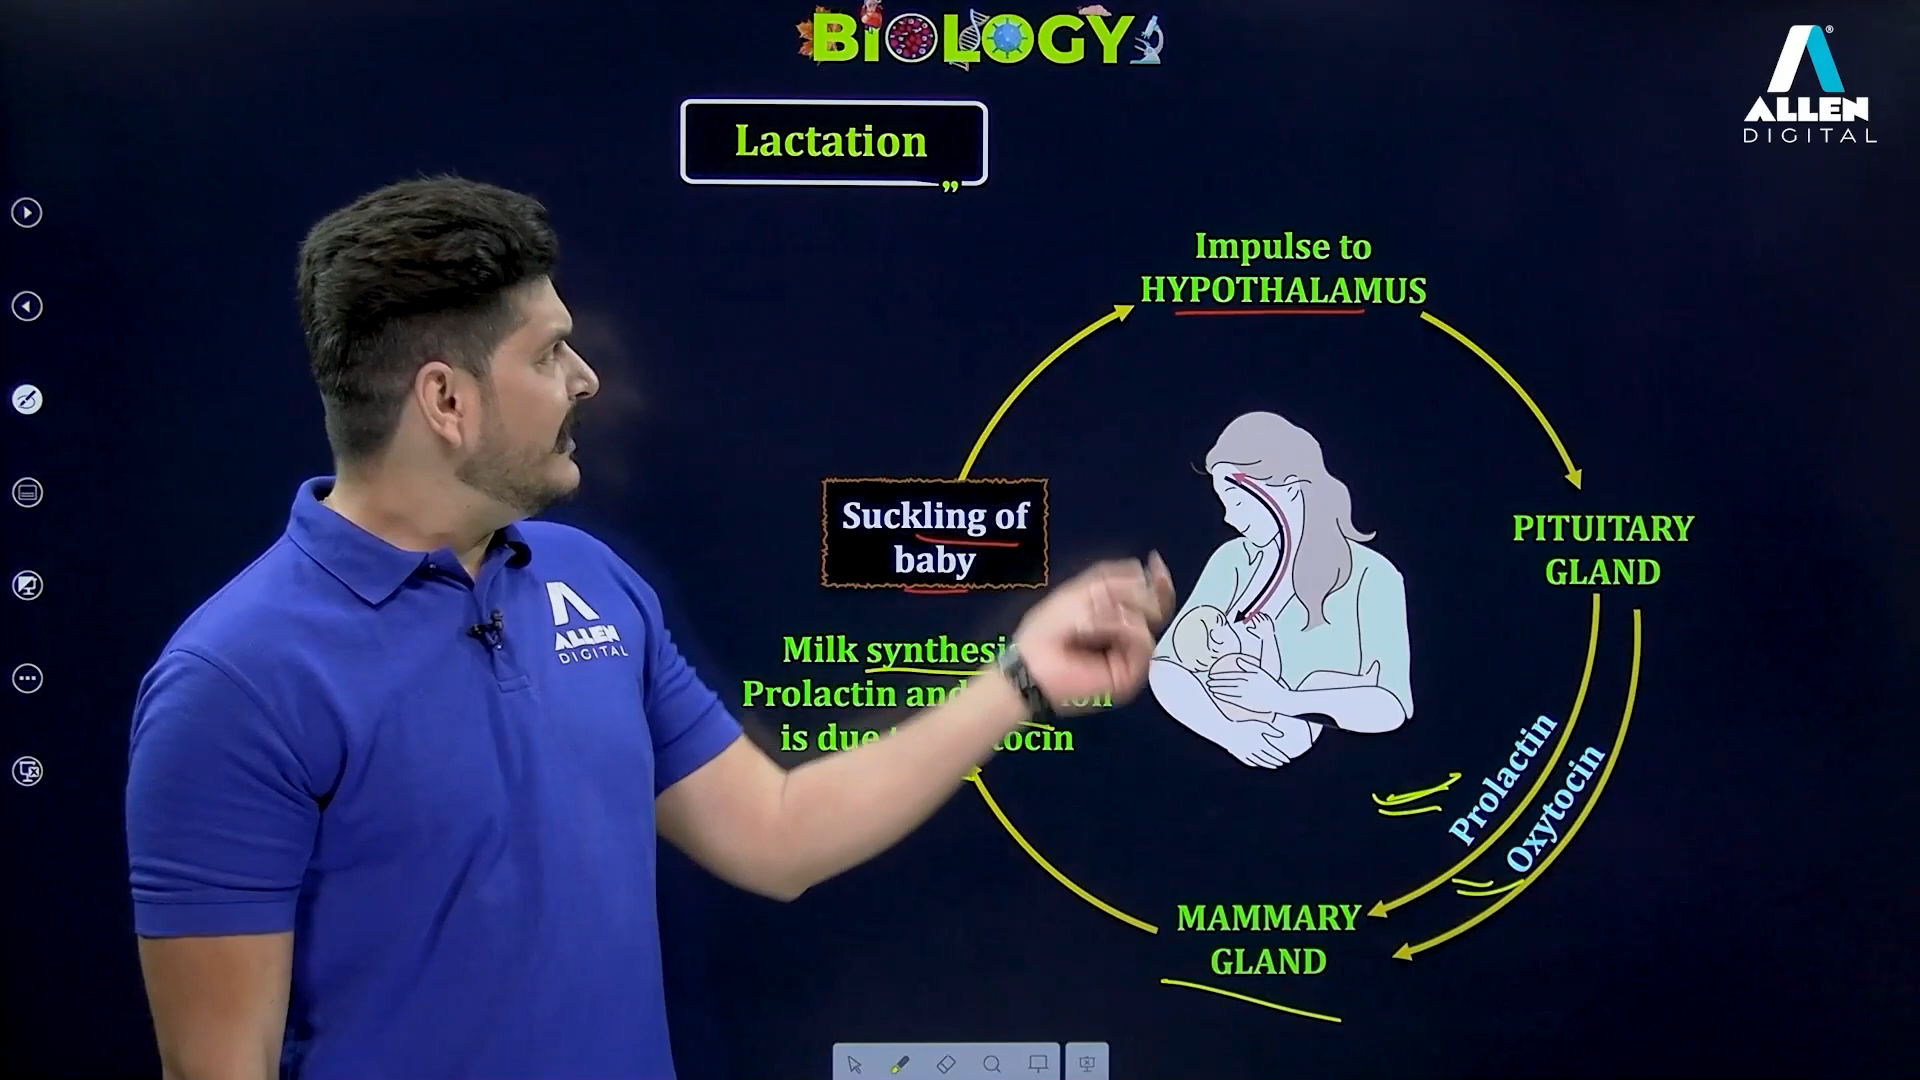 BIOLOGY
ALLEN
DIGITAL
Lactation
Impulse to
HYPOTHALAMUS
Suckling of
baby
PITUITARY
GLAND
ALLEN
DIGITAL
Milk
is due
Prolactin
Oxytocin
MAMMARY
GLAND